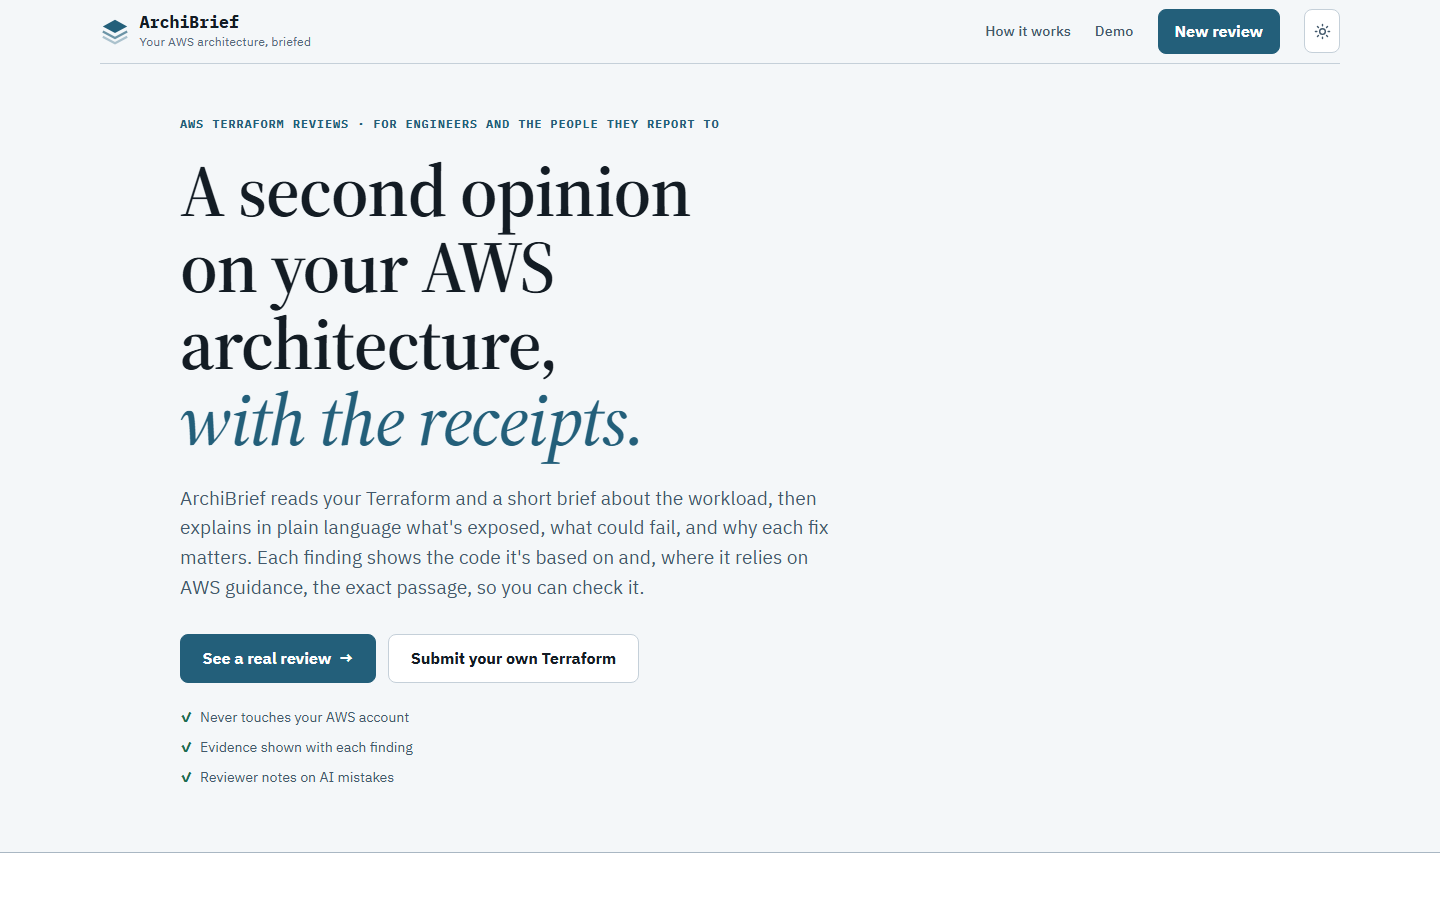 ArchiBrief
Your AWS architecture, briefed
How it works
Demo
New review
AWS TERRAFORM REVIEWS · FOR ENGINEERS AND THE PEOPLE THEY REPORT TO
A second opinion
on your AWS
architecture,
with the receipts.
ArchiBrief reads your Terraform and a short brief about the workload, then
explains in plain language what's exposed, what could fail, and why each fix
matters. Each finding shows the code it's based on and, where it relies on
AWS guidance, the exact passage, so you can check it.
See a real review →
Submit your own Terraform
✓ Never touches your AWS account
✓ Evidence shown with each finding
✓ Reviewer notes on AI mistakes